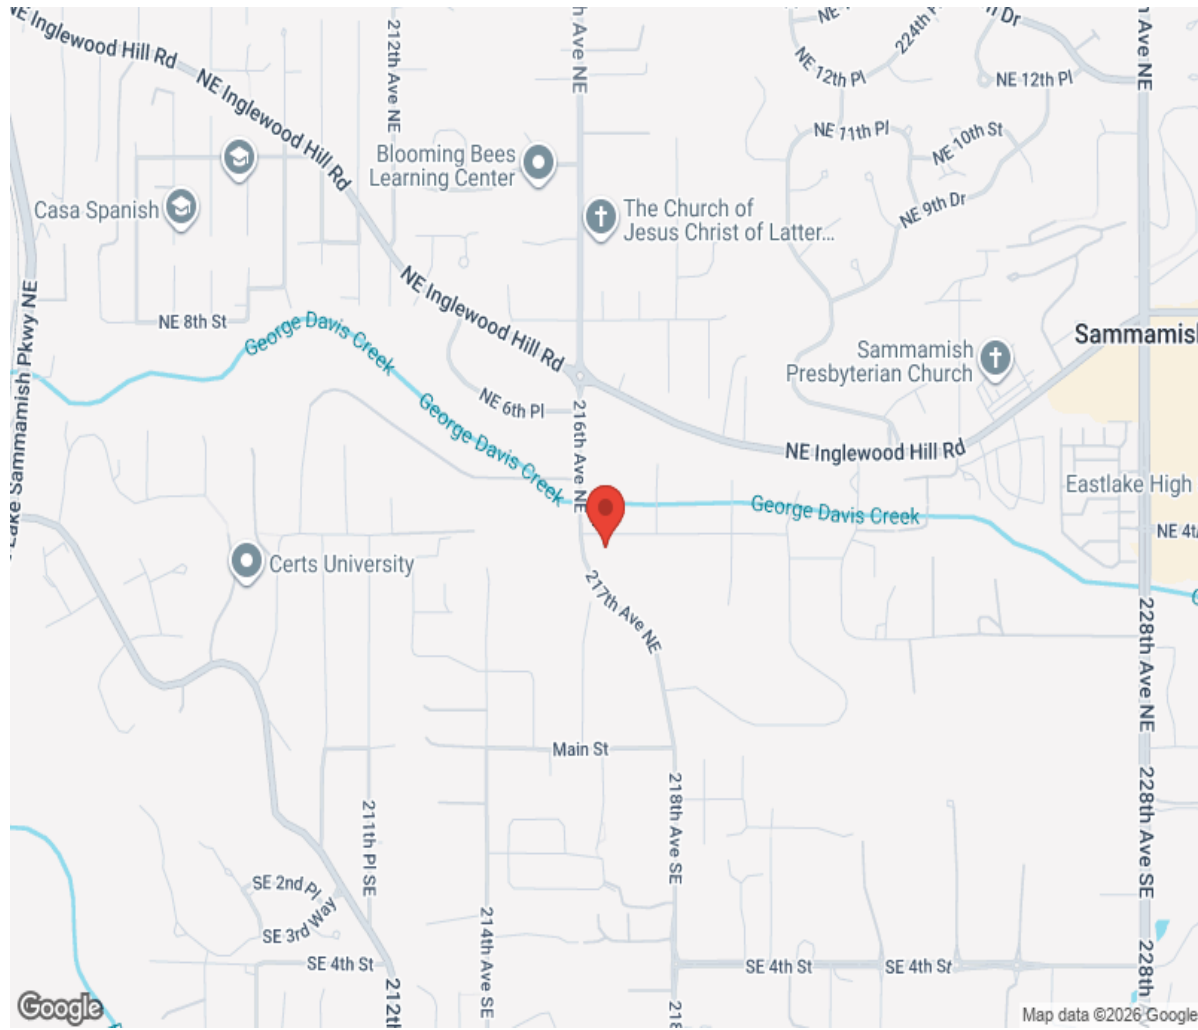 NE Inglewood Hill Rd
212th Ave NE
Ave NE
NE
224th
Dr
Ave NE
NE 12th Pl
NE 12th Pl
NE Inglewood Hill Rd
NE 11th Pl
NE 10th St
Blooming Bees
Learning Center
Casa Spanish
The Church of
Jesus Christ of Latter...
NE 9th Dr
NE Inglewood Hill Rd
NE 8th St
George Davis Creek
Lake Sammamish Pkwy NE
Sammamish
Sammamish
Presbyterian Church
NE 6th Pl
216th Ave NE
George Davis Creek
NE Inglewood Hill Rd
Eastlake High
George Davis Creek
NE 4th
Certs University
217th Ave NE
228th Ave NE
Main St
211th Pl SE
218th Ave SE
228th Ave SE
SE 2nd Pl
SE 3rd Way
214th Ave SE
SE 4th St
SE 4th St
SE 4th St
212th
218
228th
Google
Map data ©2026 Google